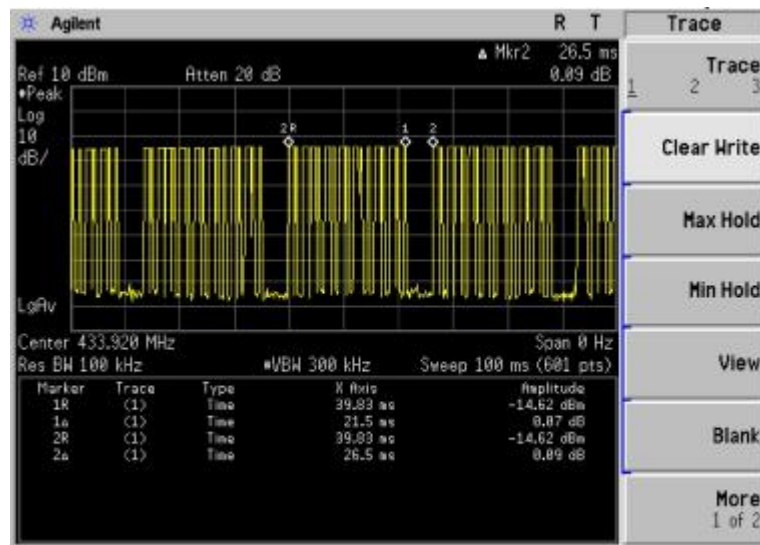 Agilent R T Trace
▵ Mkr2 26.5 ms
Ref 10 dBm Atten 20 dB 0.09 dB
Trace
1 2 3
*Peak
Log
10
dB/
2R 1 2
Clear Write
Max Hold
Min Hold
LgAv
Center 433.920 MHz Span 0 Hz
Res BW 100 kHz #VBW 300 kHz Sweep 100 ms (601 pts)
View
Marker Trace Type X Axis Amplitude
1R (1) Time 39.83 ms -14.62 dBm
1▵ (1) Time 21.5 ms 0.07 dB
2R (1) Time 39.83 ms -14.62 dBm
2▵ (1) Time 26.5 ms 0.09 dB
Blank
More
1 of 2